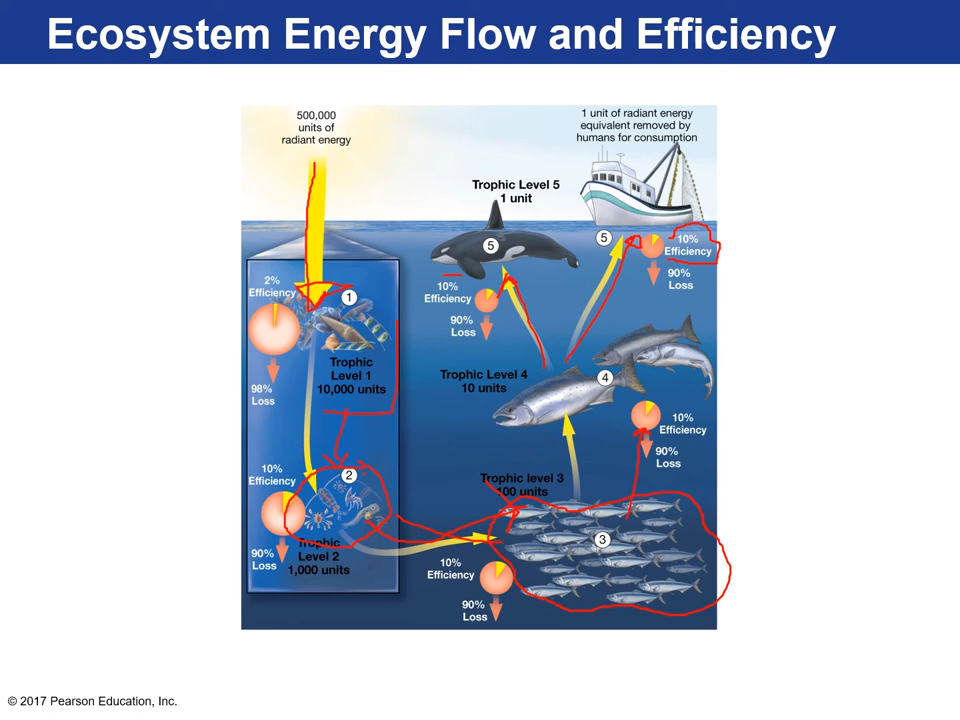 Ecosystem Energy Flow and Efficiency
500,000
units of
radiant energy
1 unit of radiant energy
equivalent removed by
humans for consumption
Trophic Level 5
1 unit
5
5
10%
Efficiency
90%
Loss
2%
Efficiency
1
10%
Efficiency
90%
Loss
98%
Loss
Trophic
Level 1
10,000 units
Trophic Level 4
10 units
4
10%
Efficiency
90%
Loss
10%
Efficiency
2
Trophic level 3
100 units
3
90%
Loss
Trophic
Level 2
1,000 units
10%
Efficiency
90%
Loss
© 2017 Pearson Education, Inc.